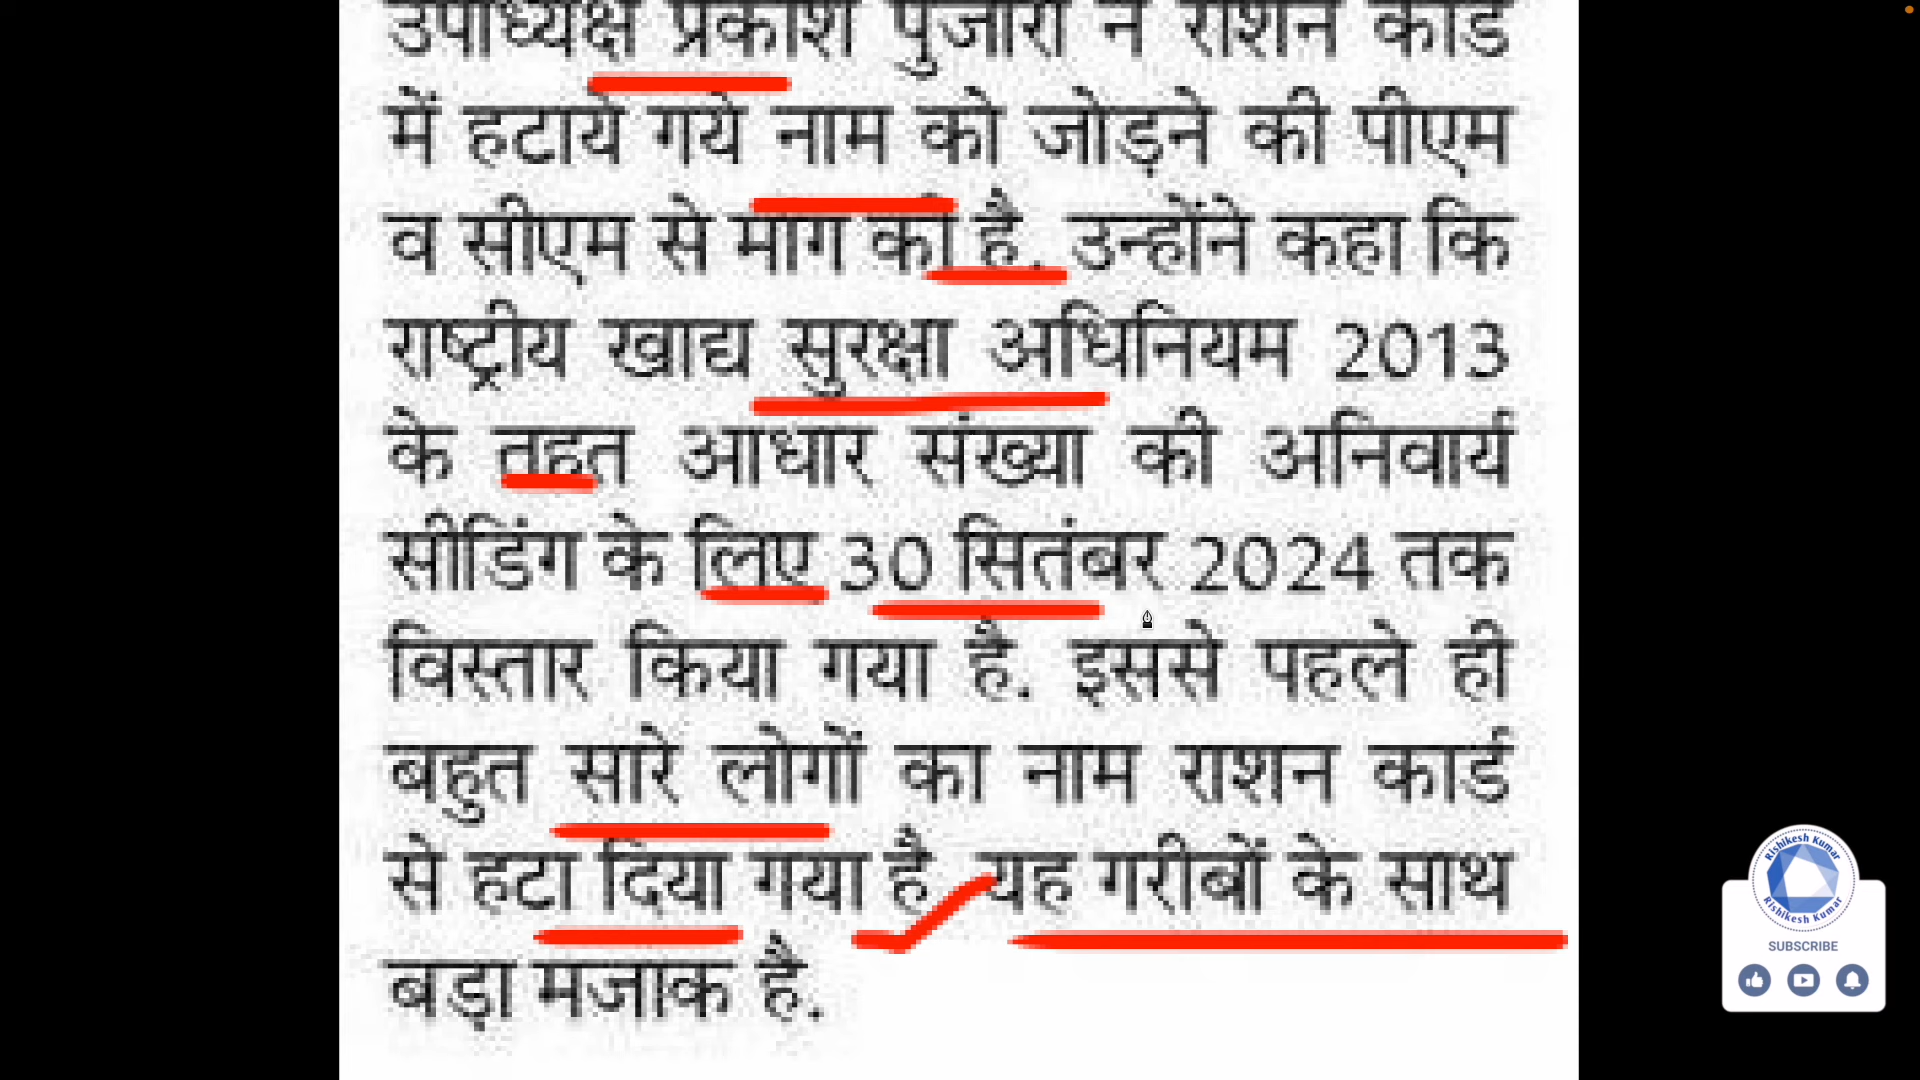 उपाध्यक्ष प्रकाश पुजारी ने राशन कार्ड
में हटाये गये नाम को जोड़ने की पीएम
व सीएम से मांग की है. उन्होंने कहा कि
राष्ट्रीय खाद्य सुरक्षा अधिनियम 2013
के तहत आधार संख्या की अनिवार्य
सीडिंग के लिए 30 सितंबर 2024 तक
विस्तार किया गया है. इससे पहले ही
बहुत सारे लोगों का नाम राशन कार्ड
से हटा दिया गया है. यह गरीबों के साथ
बड़ा मजाक है.
Rishikesh Kumar
Rishikesh Kumar
SUBSCRIBE